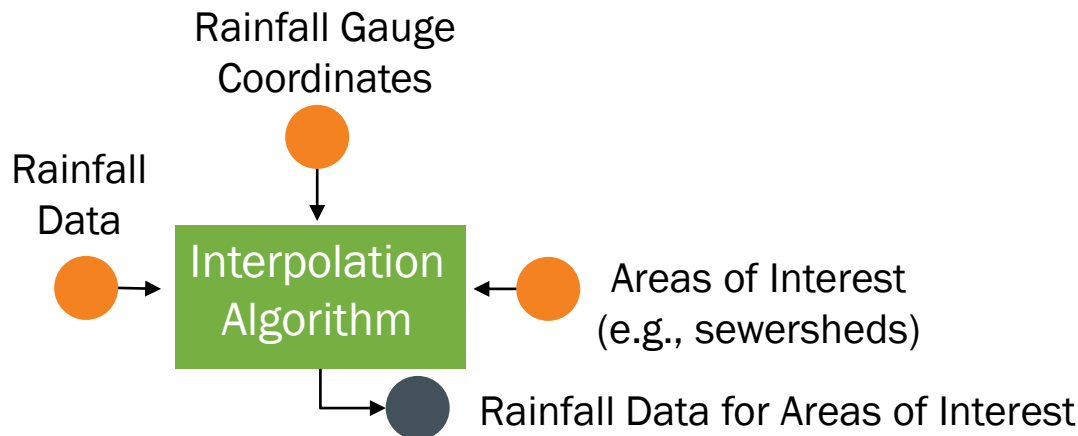 Rainfall Gauge
Coordinates
Rainfall
Data
Interpolation
Algorithm
Areas of Interest
(e.g., sewersheds)
Rainfall Data for Areas of Interest